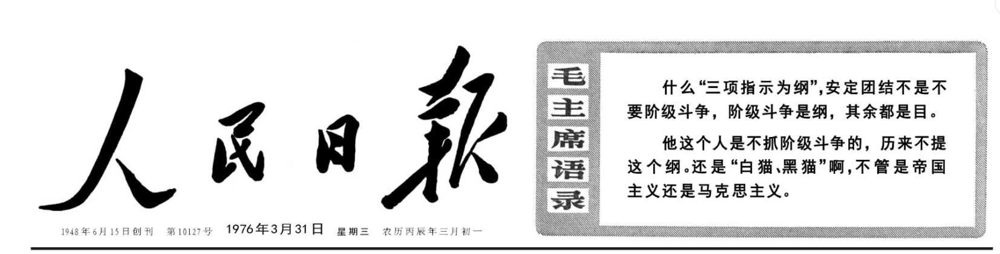 人民日报
1948年6月15日创刊 第10127号 1976年3月31日 星期三 农历丙辰年三月初一
毛主席语录
什么“三项指示为纲”,安定团结不是不
要阶级斗争，阶级斗争是纲，其余都是目。
他这个人是不抓阶级斗争的，历来不提
这个纲。还是“白猫、黑猫”啊,不管是帝国
主义还是马克思主义。